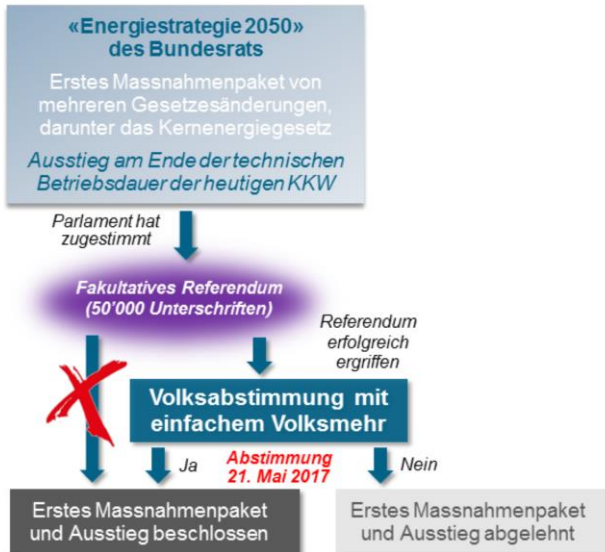 «Energiestrategie 2050»
des Bundesrats
Erstes Massnahmenpaket von
mehreren Gesetzesänderungen,
darunter das Kernenergiegesetz
Ausstieg am Ende der technischen
Betriebsdauer der heutigen KKW
Parlament hat
zugestimmt
Fakultatives Referendum
(50'000 Unterschriften)
Referendum
erfolgreich
ergriffen
Volksabstimmung mit
einfachem Volksmehr
Ja
Abstimmung
21. Mai 2017
Nein
Erstes Massnahmenpaket
und Ausstieg beschlossen
Erstes Massnahmenpaket
und Ausstieg abgelehnt